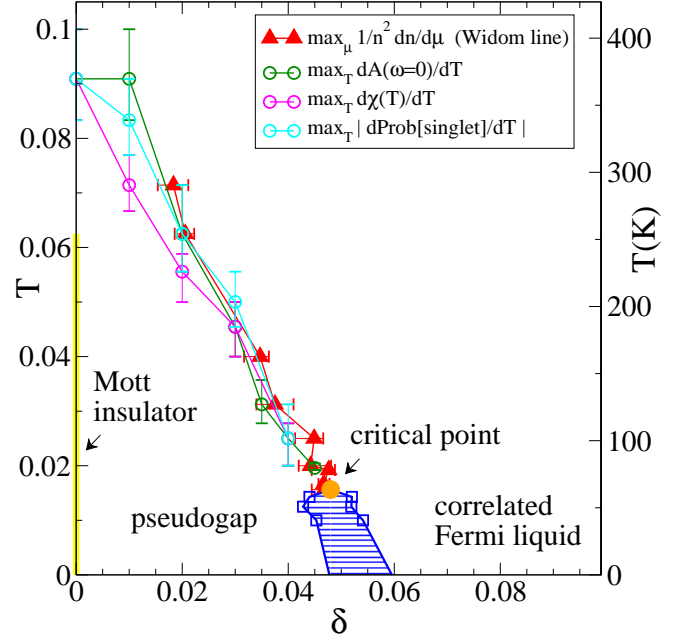 max_μ 1/n² dn/dμ (Widom line)
max_T dA(ω=0)/dT
max_T dχ(T)/dT
max_T | dProb[singlet]/dT |
0.1
0.08
0.06
0.04
0.02
0
T
400
300
200
100
0
T(K)
Mott
insulator
critical point
pseudogap
correlated
Fermi liquid
0 0.02 0.04 0.06 0.08
δ